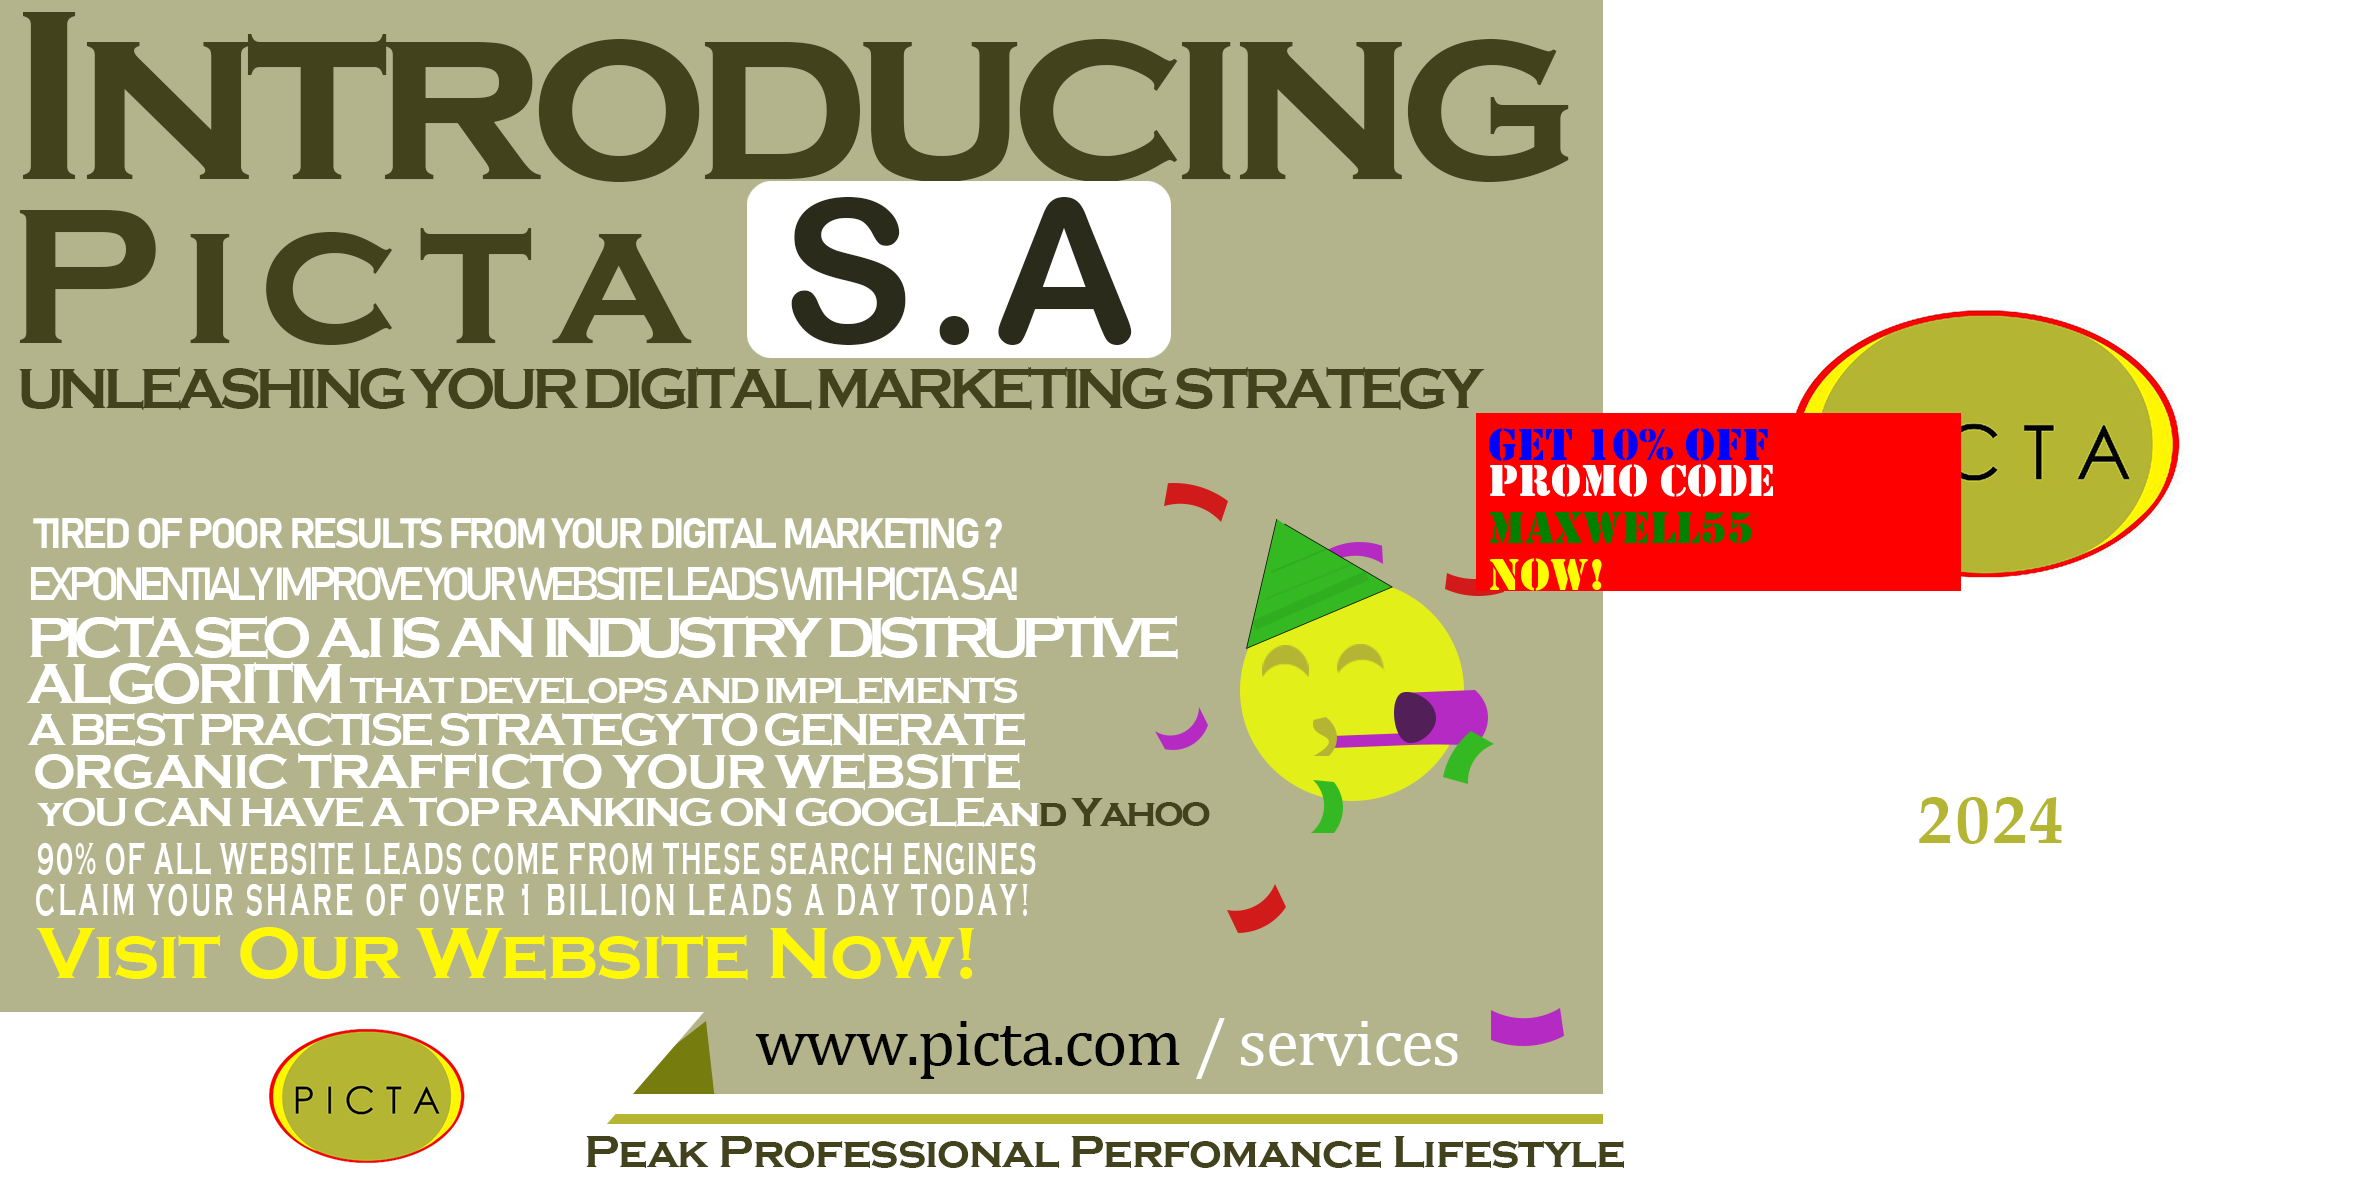 INTRODUCING
PICTA S.A
UNLEASHING YOUR DIGITAL MARKETING STRATEGY
TIRED OF POOR RESULTS FROM YOUR DIGITAL MARKETING ?
EXPONENTIALY IMPROVE YOUR WEBSITE LEADS WITH PICTA S.A!
PICTA SEO A.I IS AN INDUSTRY DISTRUPTIVE
ALGORITM THAT DEVELOPS AND IMPLEMENTS
A BEST PRACTISE STRATEGY TO GENERATE
ORGANIC TRAFFICTO YOUR WEBSITE
YOU CAN HAVE A TOP RANKING ON GOOGLEAND YAHOO
90% OF ALL WEBSITE LEADS COME FROM THESE SEARCH ENGINES
CLAIM YOUR SHARE OF OVER 1 BILLION LEADS A DAY TODAY!
VISIT OUR WEBSITE NOW!
GET 10% OFF
PROMO CODE
MAXWELL55
NOW!
CTA
2024
www.picta.com / services
PICTA
PEAK PROFESSIONAL PERFOMANCE LIFESTYLE